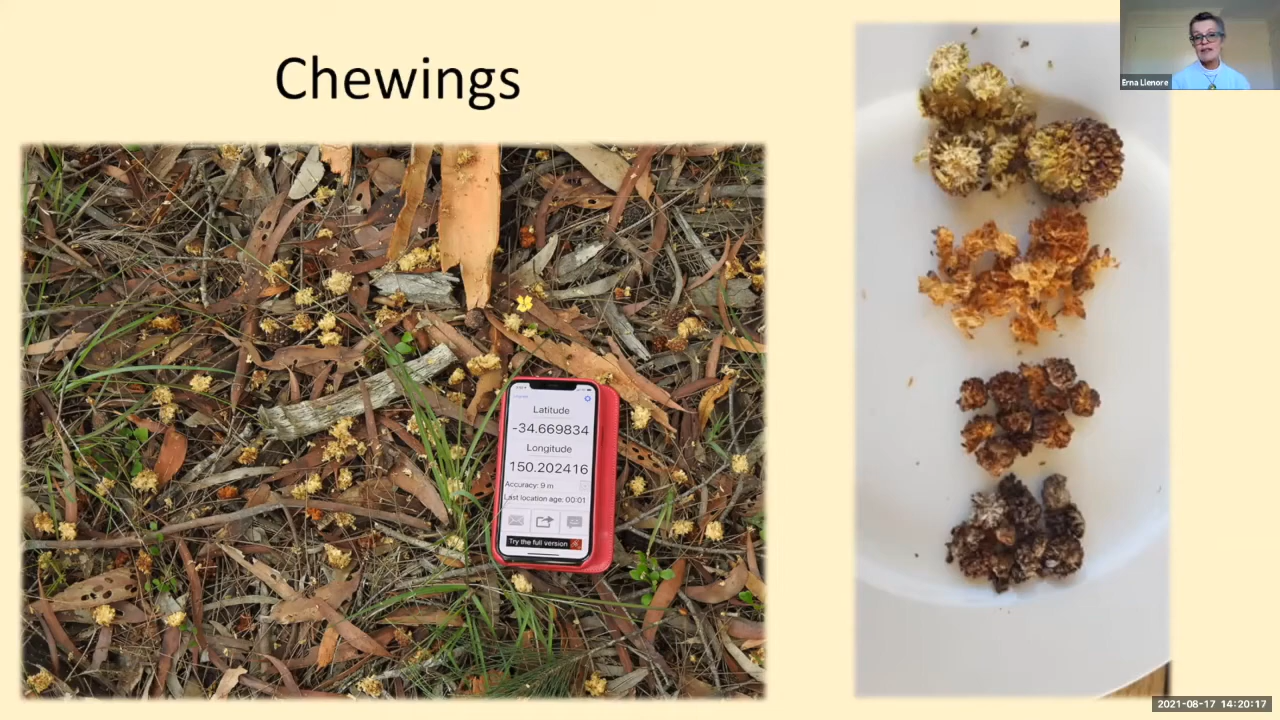 Chewings
Erna Llenore
Latitude
-34.669834
Longitude
150.202416
Accuracy: 9 m
Last location age: 00:01
Try the full version
2021-08-17 14:20:17